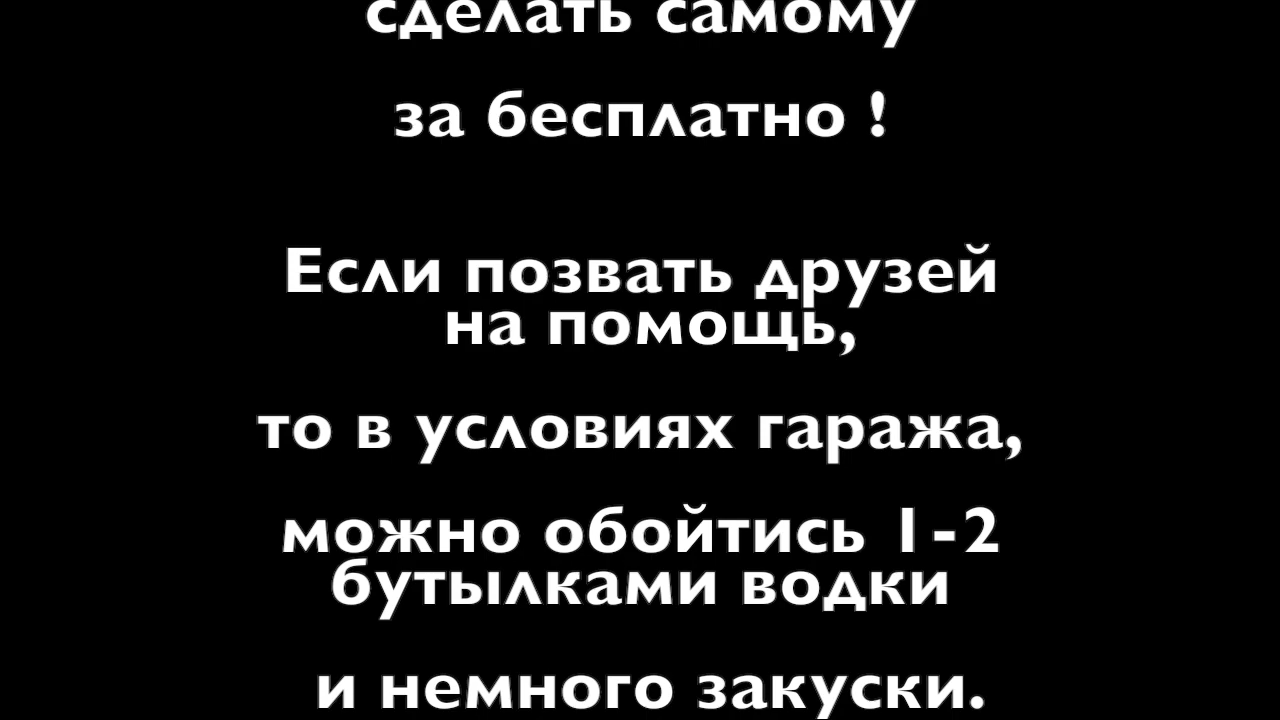 сделать самому
за бесплатно !
Если позвать друзей
на помощь,
то в условиях гаража,
можно обойтись 1-2
бутылками водки
и немного закуски.